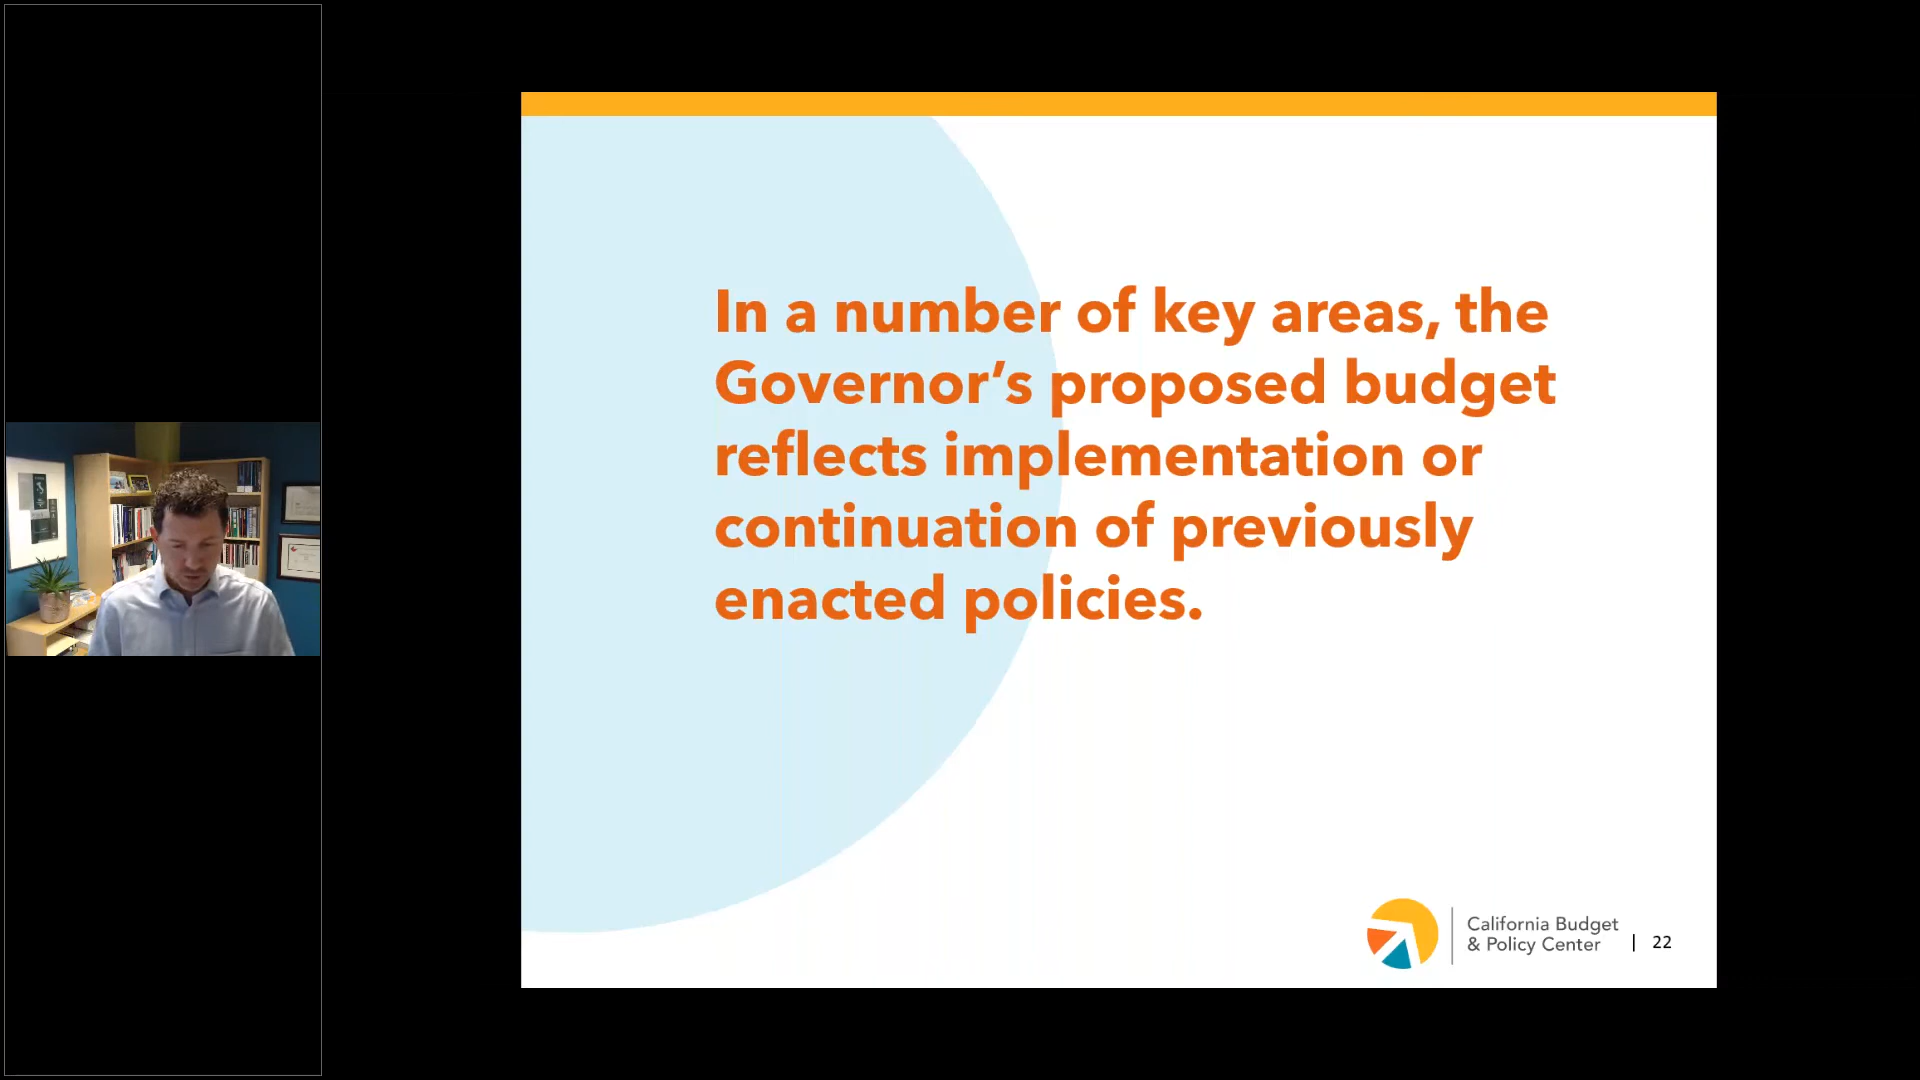 In a number of key areas, the
Governor’s proposed budget
reflects implementation or
continuation of previously
enacted policies.
California Budget
& Policy Center | 22